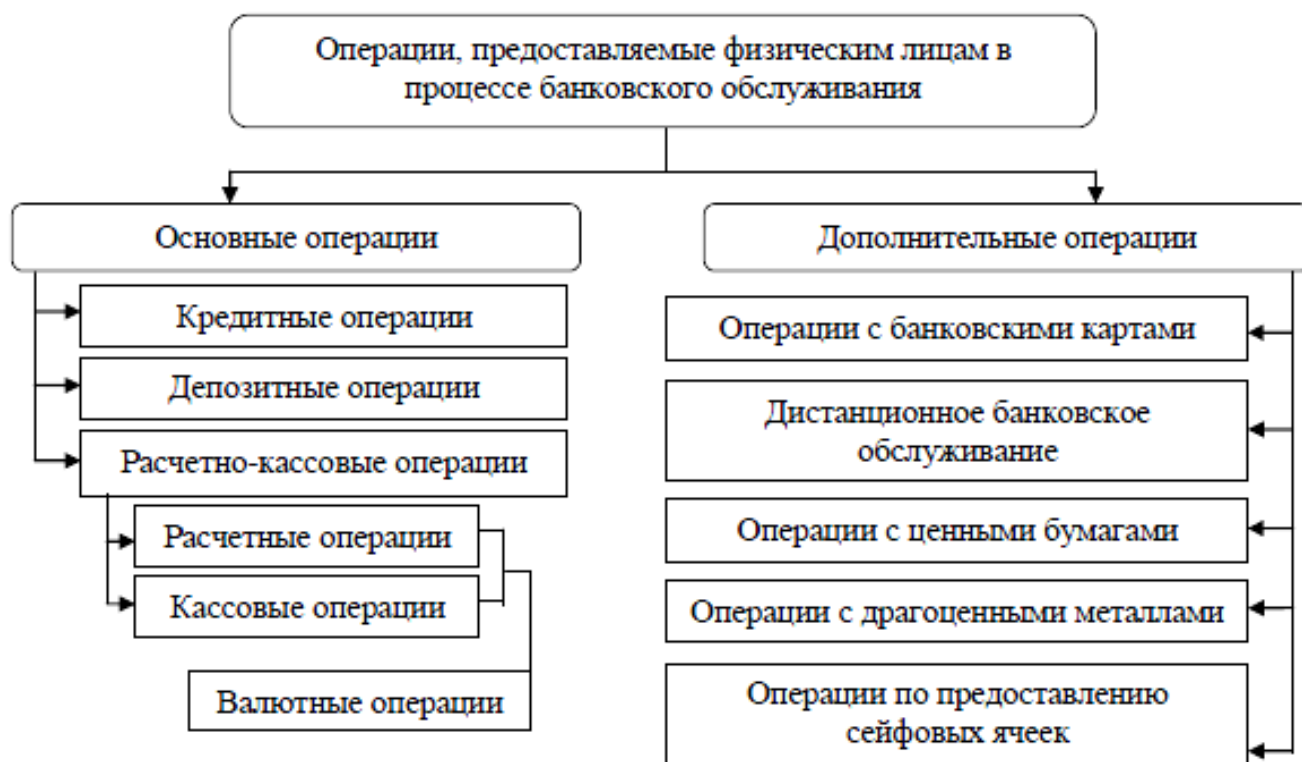 Операции, предоставляемые физическим лицам в
процессе банковского обслуживания
Основные операции
Кредитные операции
Депозитные операции
Расчетно-кассовые операции
Расчетные операции
Кассовые операции
Валютные операции
Дополнительные операции
Операции с банковскими картами
Дистанционное банковское
обслуживание
Операции с ценными бумагами
Операции с драгоценными металлами
Операции по предоставлению
сейфовых ячеек